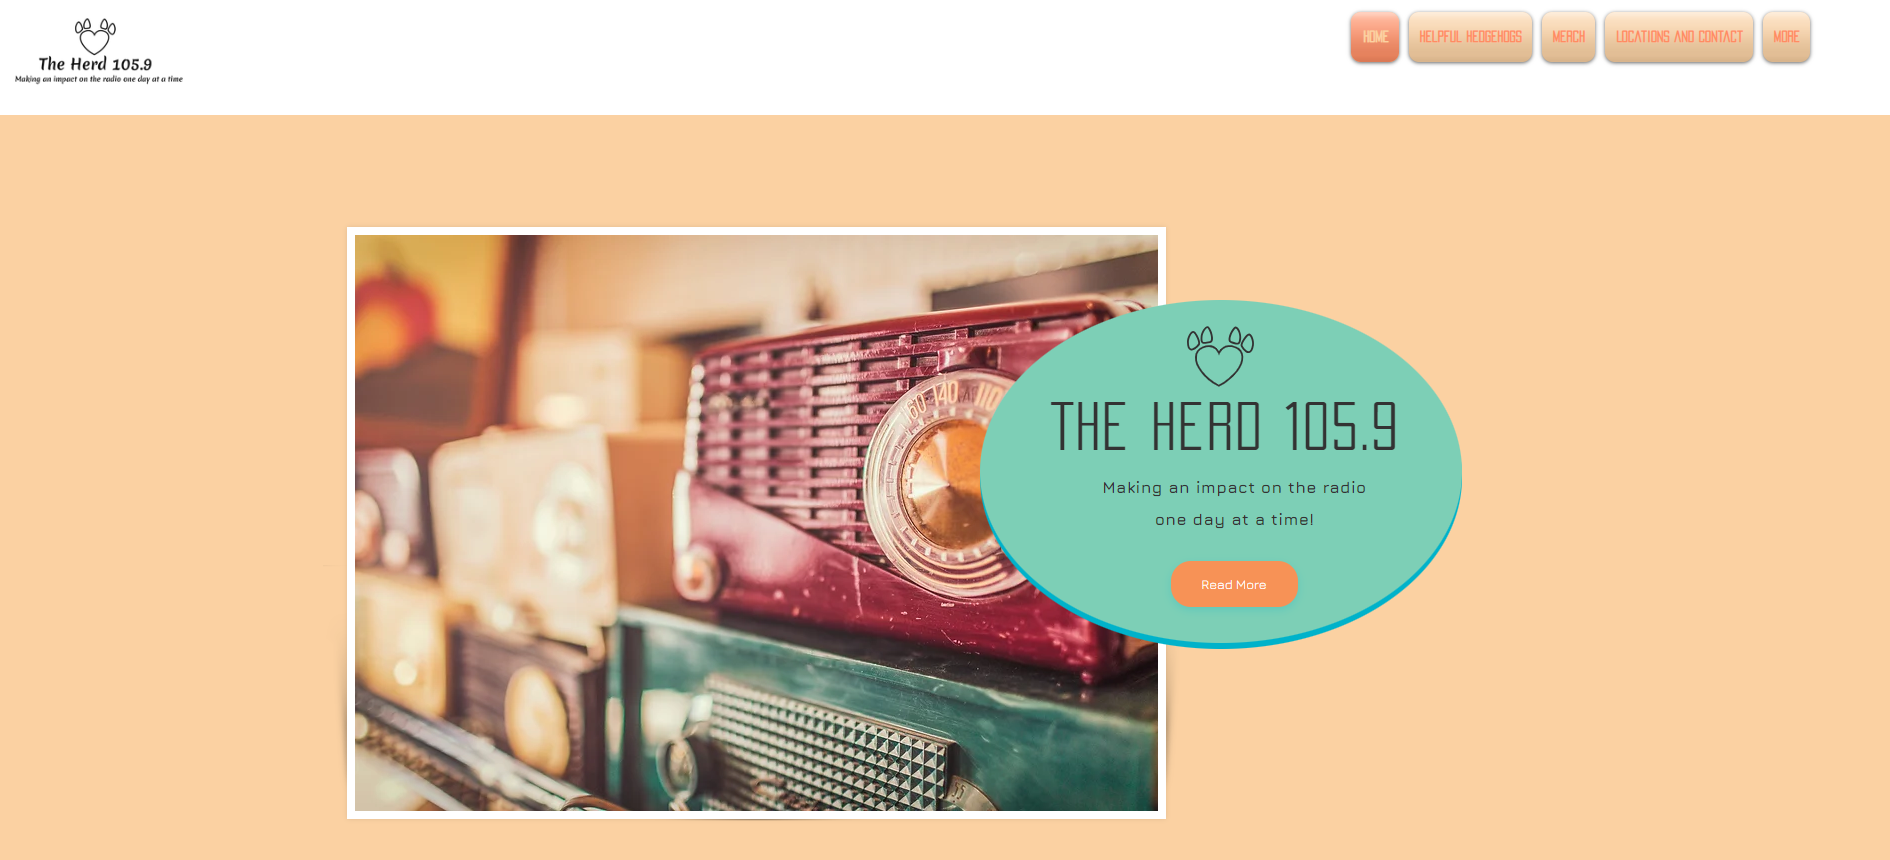 The Herd 105.9
Making an impact on the radio one day at a time
HOME
HELPFUL HEDGEHOGS
MERCH
LOCATIONS AND CONTACT
MORE
60 140 110
THE HERD 105.9
Making an impact on the radio
one day at a time!
Read More
55